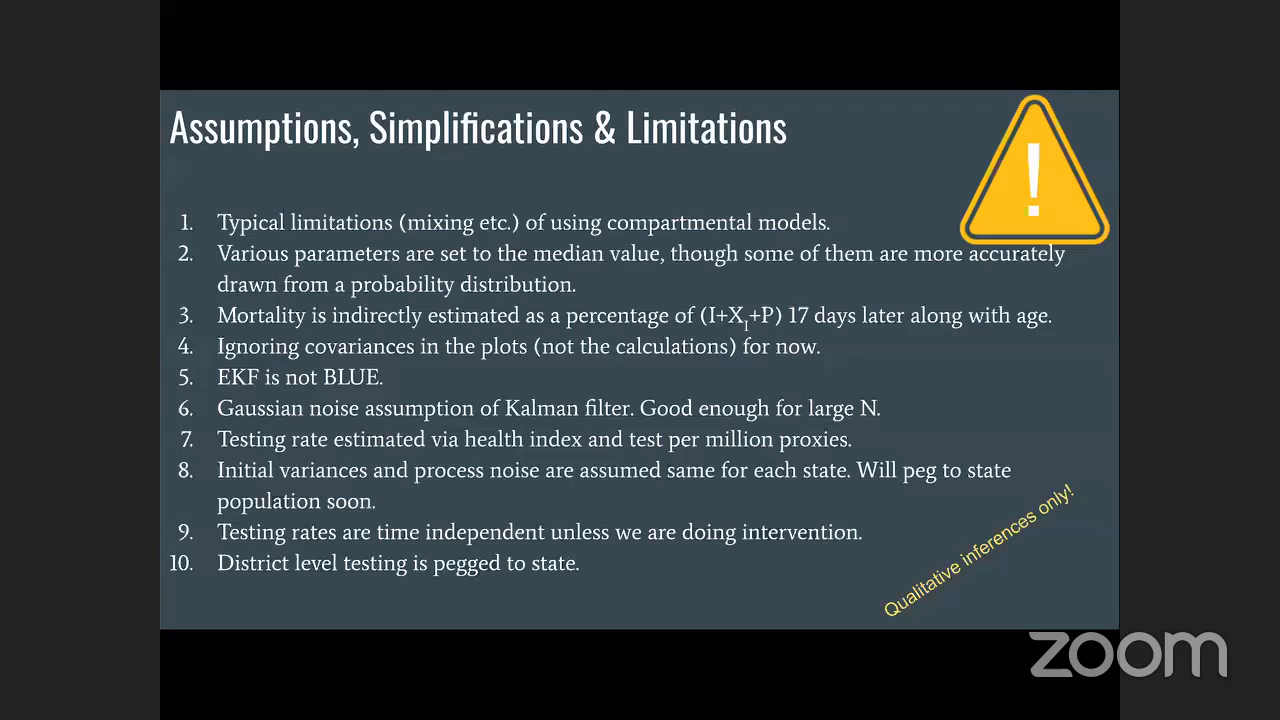 Assumptions, Simplifications & Limitations
!
1. Typical limitations (mixing etc.) of using compartmental models.
2. Various parameters are set to the median value, though some of them are more accurately
drawn from a probability distribution.
3. Mortality is indirectly estimated as a percentage of (I+X_I+P) 17 days later along with age.
4. Ignoring covariances in the plots (not the calculations) for now.
5. EKF is not BLUE.
6. Gaussian noise assumption of Kalman filter. Good enough for large N.
7. Testing rate estimated via health index and test per million proxies.
8. Initial variances and process noise are assumed same for each state. Will peg to state
population soon.
9. Testing rates are time independent unless we are doing intervention.
10. District level testing is pegged to state.
Qualitative inferences only!
zoom